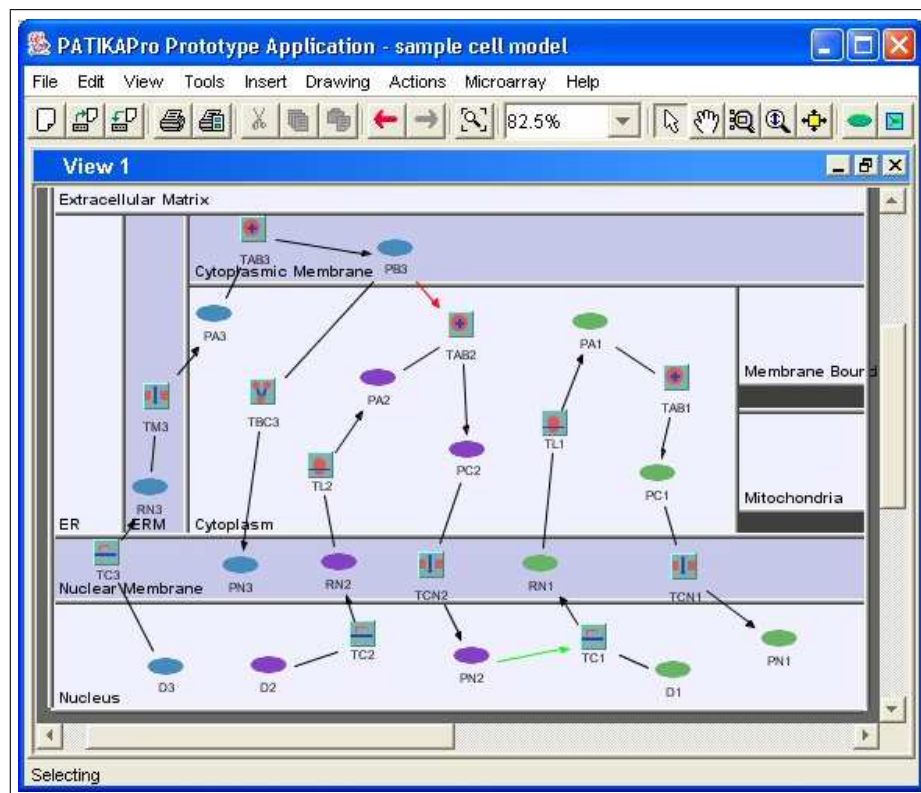 PATIKAPro Prototype Application - sample cell model
File Edit View Tools Insert Drawing Actions Microarray Help
82.5%
View 1
Extracellular Matrix
TAB3
PB3
Cytoplasmic Membrane
PA3
TAB2
PA1
Membrane Bound
PA2
TAB1
TM3
TBC3
TL1
PC2
TL2
PC1
RN3
Mitochondria
ER
ERM
Cytoplasm
TC3
PN3
RN2
TCN2
RN1
TCN1
Nuclear Membrane
TC2
TC1
PN1
D3
D2
PN2
D1
Nucleus
Selecting